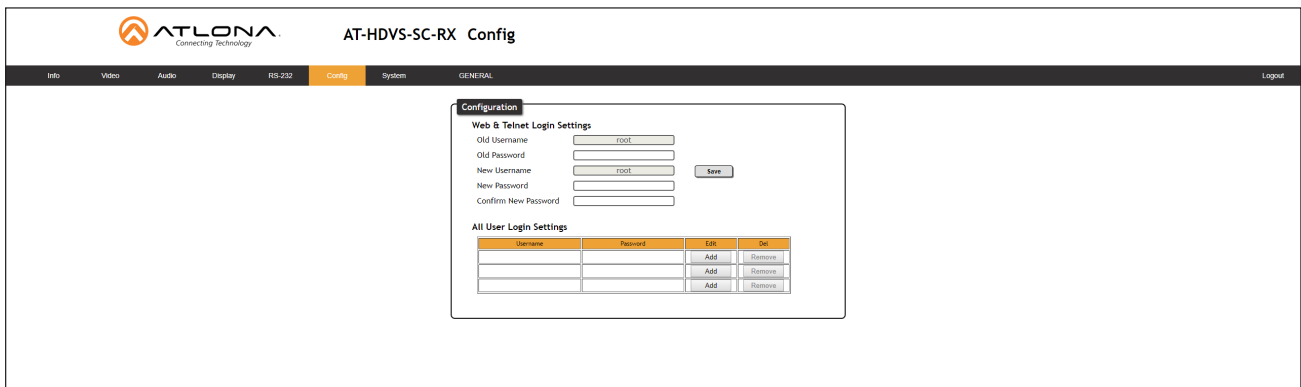 ATLONA.
Connecting Technology
AT-HDVS-SC-RX Config
Info Video Audio Display RS-232 Config System GENERAL Logout
Configuration
Web & Telnet Login Settings
Old Username root
Old Password
New Username root Save
New Password
Confirm New Password
All User Login Settings
Username Password Edit Del
Add Remove
Add Remove
Add Remove